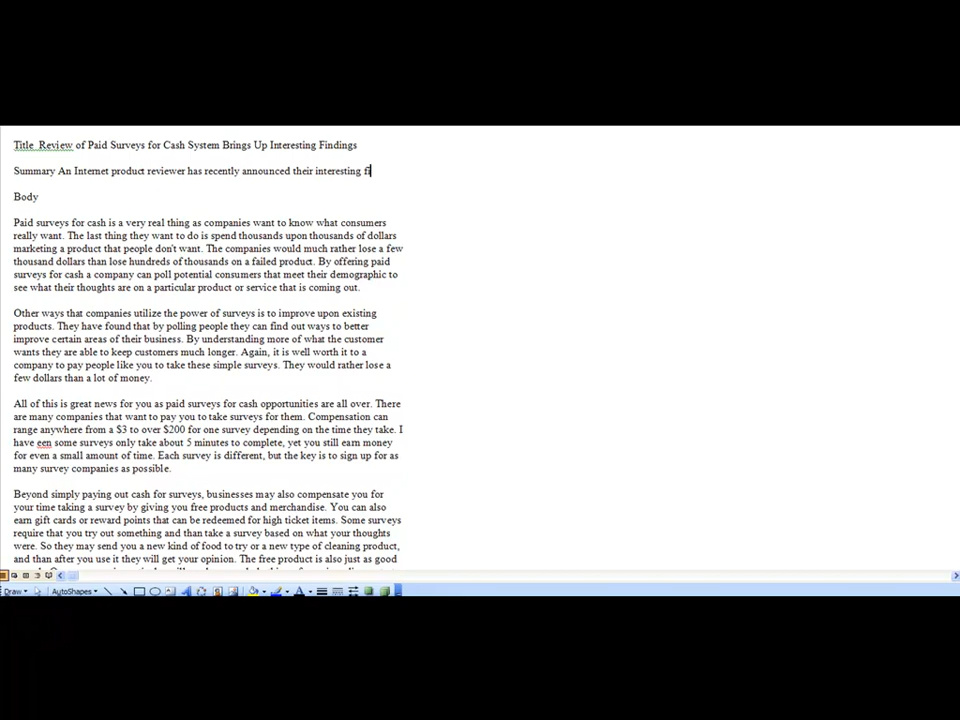 Title Review of Paid Surveys for Cash System Brings Up Interesting Findings
Summary An Internet product reviewer has recently announced their interesting fi
Body
Paid surveys for cash is a very real thing as companies want to know what consumers
really want. The last thing they want to do is spend thousands upon thousands of dollars
marketing a product that people don't want. The companies would much rather lose a few
thousand dollars than lose hundreds of thousands on a failed product. By offering paid
surveys for cash a company can poll potential consumers that meet their demographic to
see what their thoughts are on a particular product or service that is coming out.
Other ways that companies utilize the power of surveys is to improve upon existing
products. They have found that by polling people they can find out ways to better
improve certain areas of their business. By understanding more of what the customer
wants they are able to keep customers much longer. Again, it is well worth it to a
company to pay people like you to take these simple surveys. They would rather lose a
few dollars than a lot of money.
All of this is great news for you as paid surveys for cash opportunities are all over. There
are many companies that want to pay you to take surveys for them. Compensation can
range anywhere from a $3 to over $200 for one survey depending on the time they take. I
have een some surveys only take about 5 minutes to complete, yet you still earn money
for even a small amount of time. Each survey is different, but the key is to sign up for as
many survey companies as possible.
Beyond simply paying out cash for surveys, businesses may also compensate you for
your time taking a survey by giving you free products and merchandise. You can also
earn gift cards or reward points that can be redeemed for high ticket items. Some surveys
require that you try out something and than take a survey based on what your thoughts
were. So they may send you a new kind of food to try or a new type of cleaning product,
and than after you use it they will get your opinion. The free product is also just as good
Draw AutoShapes